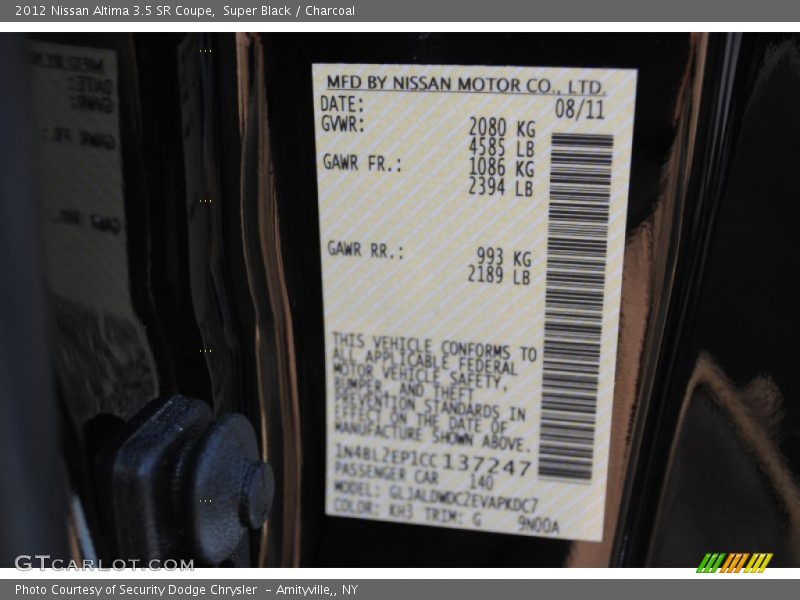 2012 Nissan Altima 3.5 SR Coupe,  Super Black / Charcoal
MFD BY NISSAN MOTOR CO., LTD.
DATE: 08/11
GVWR: 2080 KG
4585 LB
GAWR FR.: 1086 KG
2394 LB
GAWR RR.: 993 KG
2189 LB
THIS VEHICLE CONFORMS TO
ALL APPLICABLE FEDERAL
MOTOR VEHICLE SAFETY,
BUMPER, AND THEFT
PREVENTION STANDARDS IN
EFFECT ON THE DATE OF
MANUFACTURE SHOWN ABOVE.
1N4BL2EP1CC137247
PASSENGER CAR 140
MODEL: GLJALDWDC2EVAPKDC7
COLOR: KH3 TRIM: G 9N00A
GTCarLot.com
Photo Courtesy of Security Dodge Chrysler  - Amityville,, NY